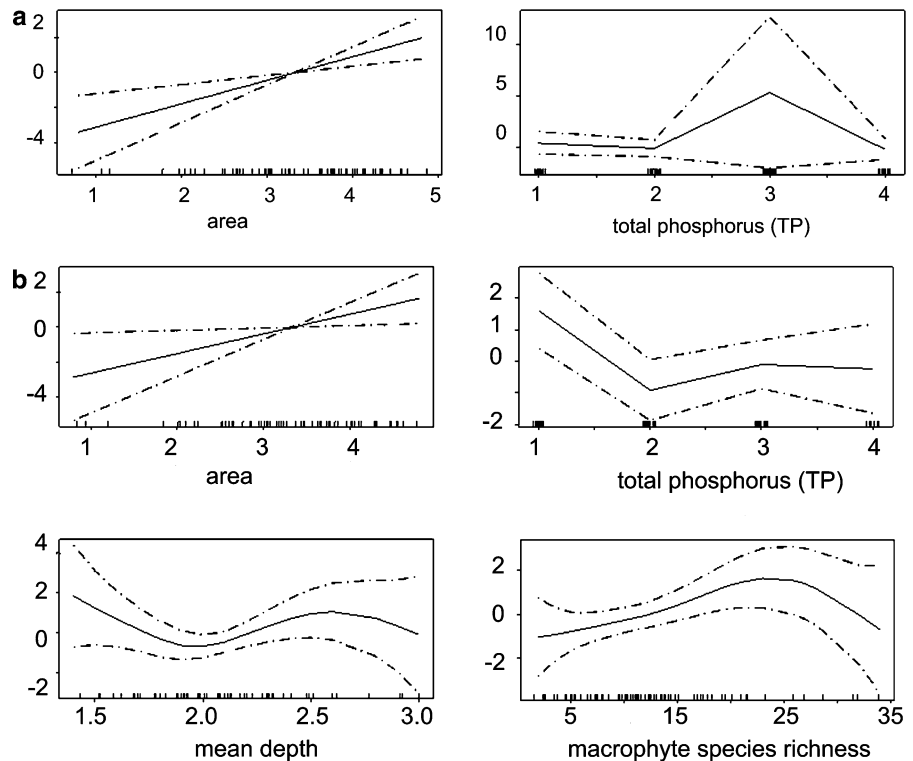 a
2
0
-4
1 2 3 4 5
area
10
5
0
1 2 3 4
total phosphorus (TP)
b
2
0
-4
1 2 3 4
area
2
1
0
-2
1 2 3 4
total phosphorus (TP)
4
2
0
-2
1.5 2.0 2.5 3.0
mean depth
2
0
-2
5 15 25 35
macrophyte species richness